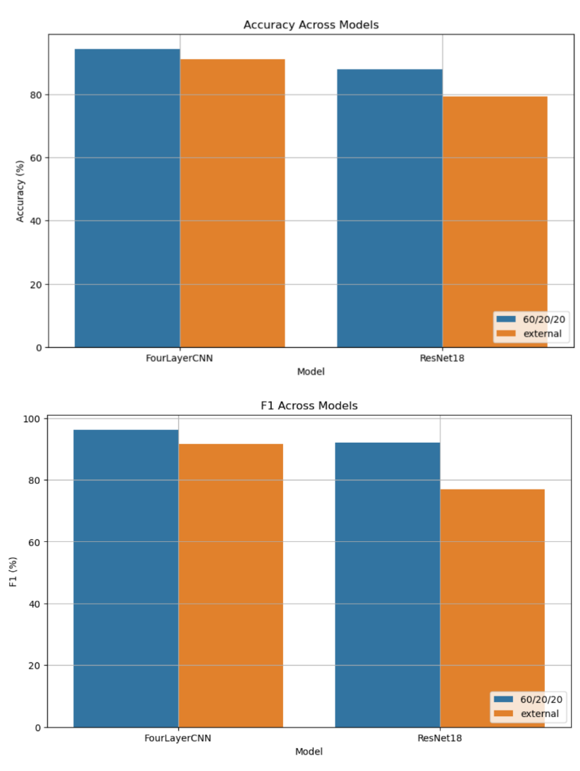 Accuracy Across Models
Accuracy (%)
80
60
40
20
0
60/20/20
external
FourLayerCNN ResNet18
Model
F1 Across Models
F1 (%)
100
80
60
40
20
0
60/20/20
external
FourLayerCNN ResNet18
Model